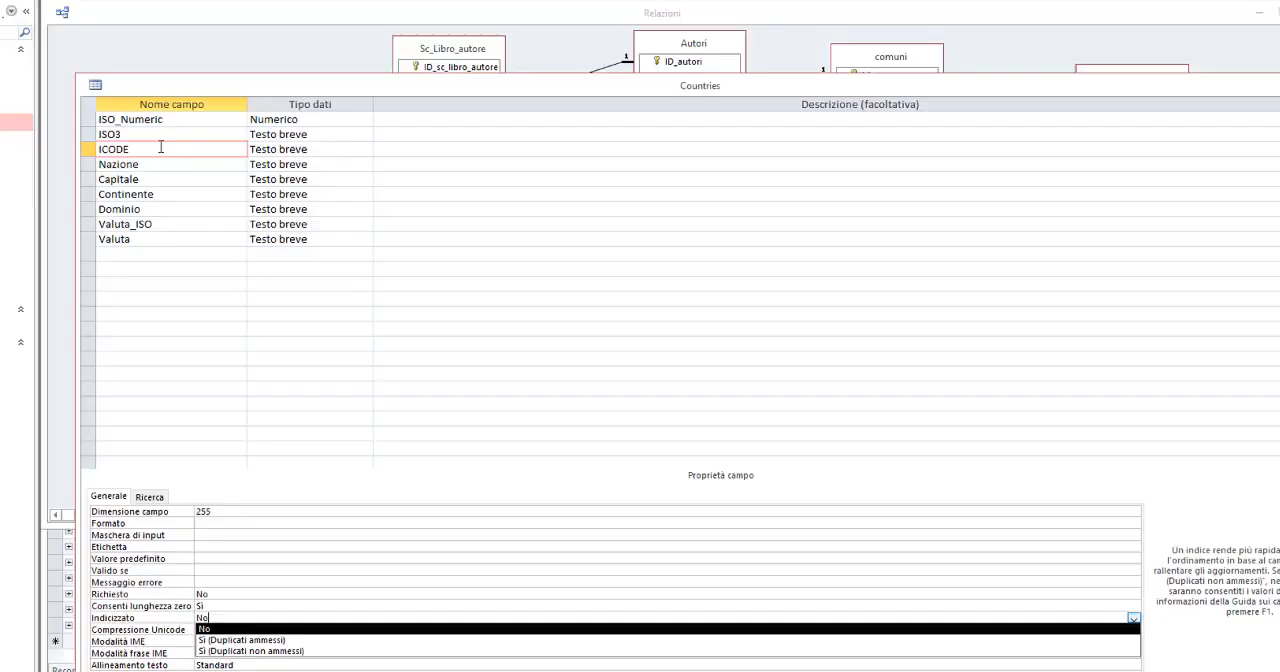 Relazioni
Sc_Libro_autore
Autori
comuni
ID_sc_libro_autore
1
ID_autori
1
Countries
Nome campo Tipo dati Descrizione (facoltativa)
ISO_Numeric Numerico
ISO3 Testo breve
ICODE Testo breve
Nazione Testo breve
Capitale Testo breve
Continente Testo breve
Dominio Testo breve
Valuta_ISO Testo breve
Valuta Testo breve
Proprietà campo
Generale Ricerca
Dimensione campo 255
Formato
Maschera di input
Etichetta
Valore predefinito
Valido se
Messaggio errore
Richiesto No
Consenti lunghezza zero Sì
Indicizzato No
Compressione Unicode No
Modalità IME Sì (Duplicati ammessi)
Modalità frase IME Sì (Duplicati non ammessi)
Allineamento testo Standard
Un indice rende più rapida
l'ordinamento in base al ca
rallentare gli aggiornamenti. Se
(Duplicati non ammessi)', ne
saranno consentiti i valori d
informazioni della Guida sui ca
premere F1.
Recor